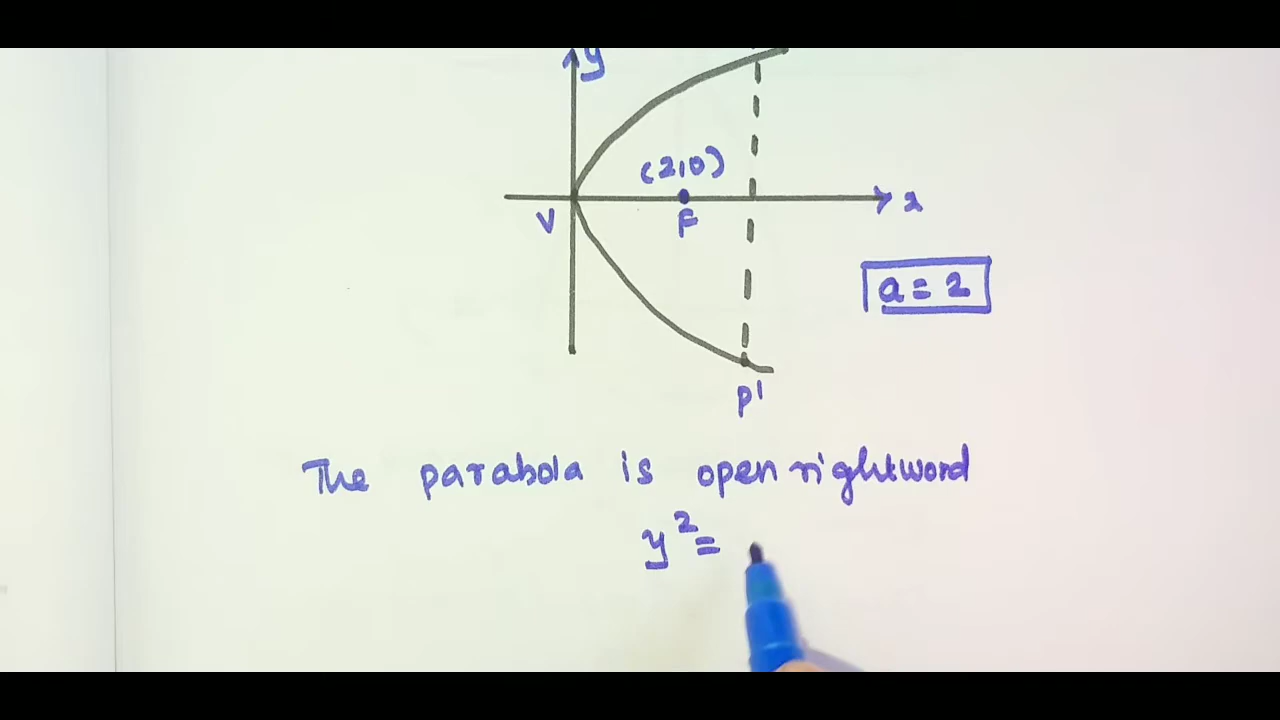 y
(2,0)
V
F
x
a = 2
P'
The parabola is open rightword
y² =